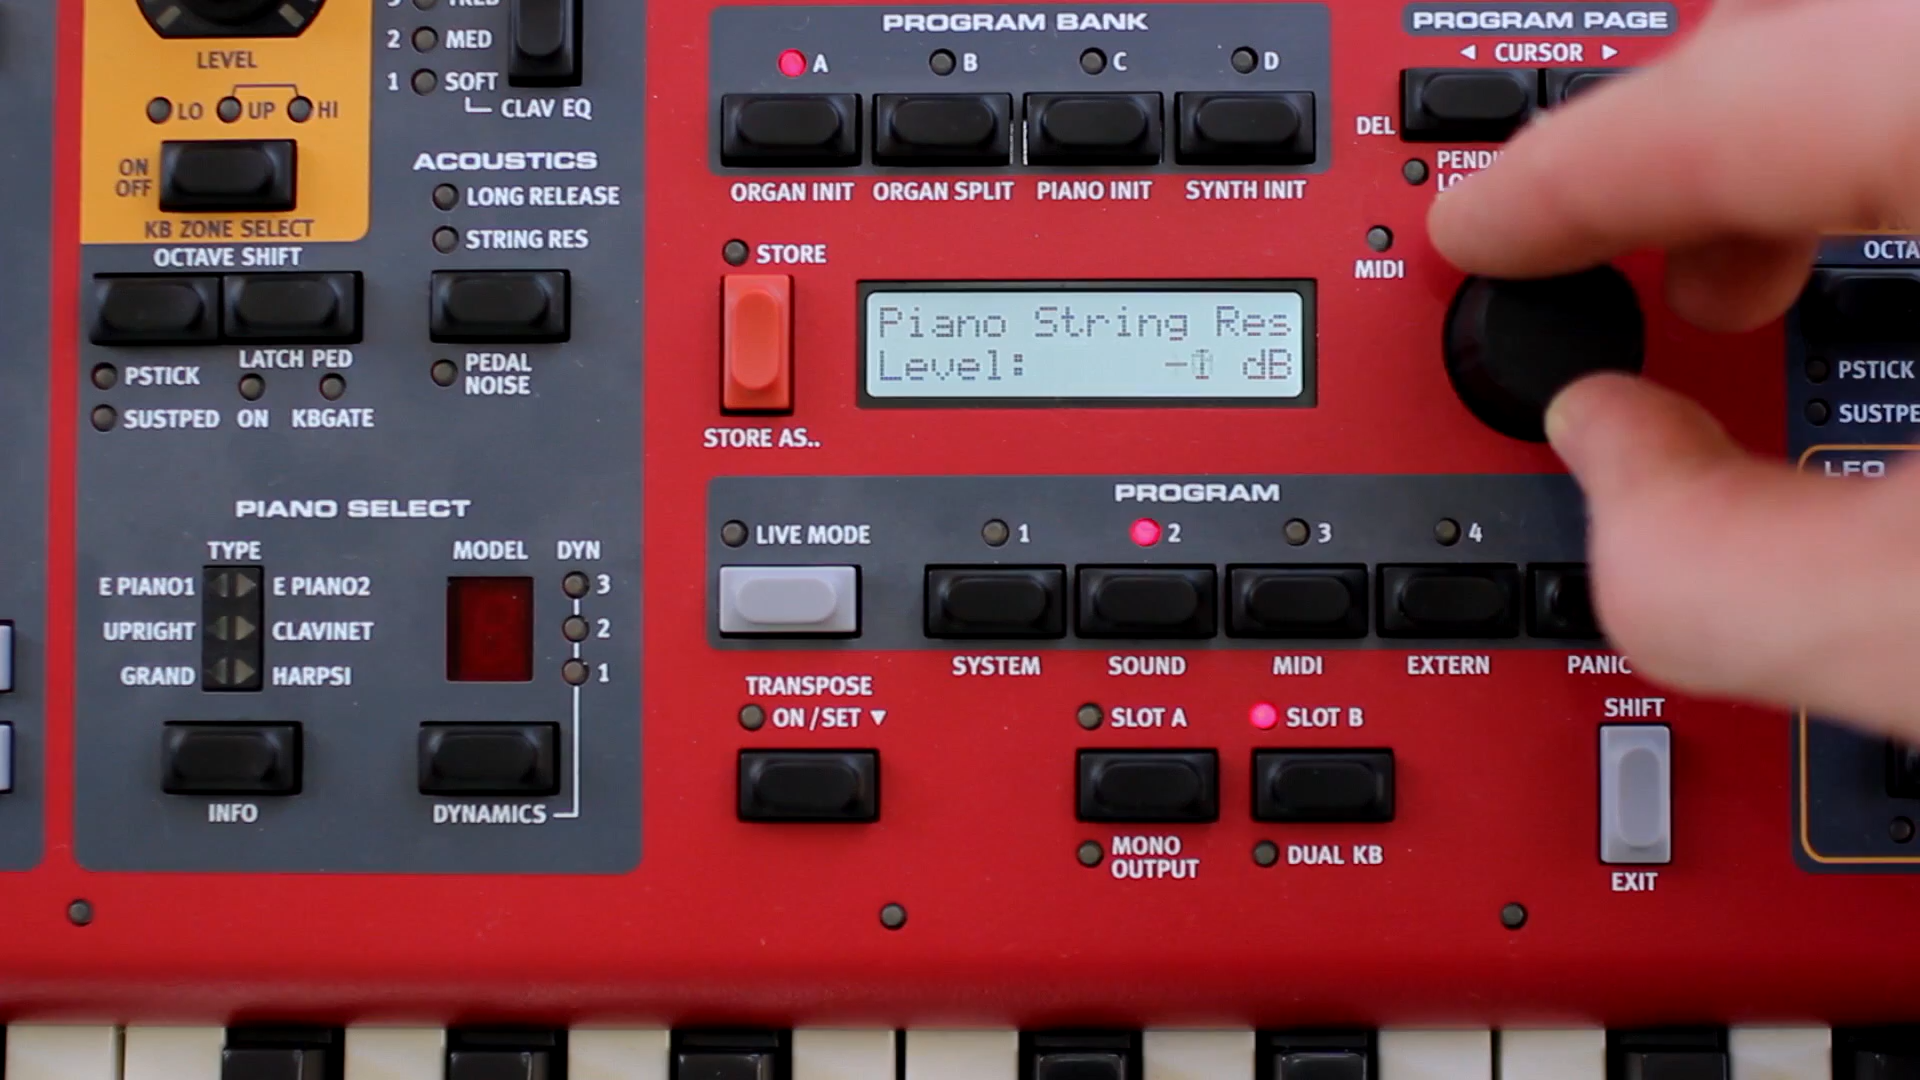 LEVEL
LO
UP
HI
ON
OFF
KB ZONE SELECT
OCTAVE SHIFT
LATCH PED
PSTICK
SUSTPED
ON
KBGATE
2 MED
1 SOFT
CLAV EQ
ACOUSTICS
LONG RELEASE
STRING RES
PEDAL
NOISE
PIANO SELECT
TYPE
MODEL
DYN
E PIANO1
E PIANO2
UPRIGHT
CLAVINET
GRAND
HARPSI
3
2
1
INFO
DYNAMICS
PROGRAM BANK
A
B
C
D
ORGAN INIT
ORGAN SPLIT
PIANO INIT
SYNTH INIT
PROGRAM PAGE
◄ CURSOR ►
DEL
MIDI
STORE
STORE AS..
Piano String Res
Level: dB
PROGRAM
LIVE MODE
1
2
3
4
SYSTEM
SOUND
MIDI
EXTERN
PANIC
TRANSPOSE
ON/SET ▼
SLOT A
SLOT B
MONO
OUTPUT
DUAL KB
SHIFT
EXIT
PSTICK